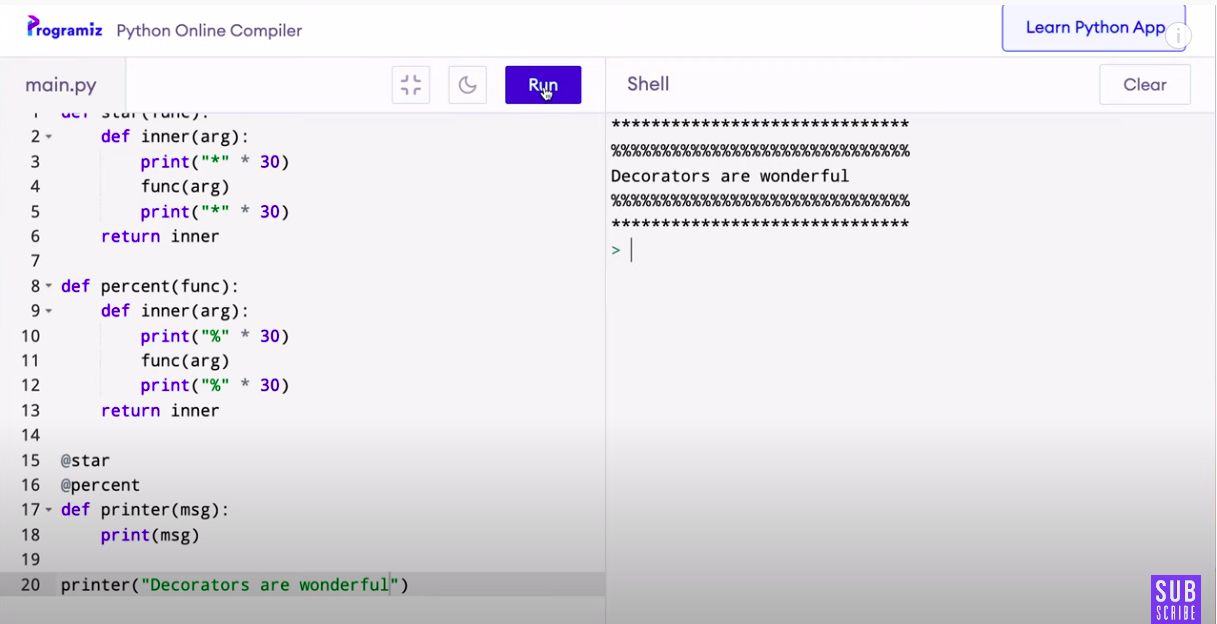 Programiz Python Online Compiler
Learn Python App
main.py
Run
Shell
Clear
1 def star(func):
2 def inner(arg):
3 print("*" * 30)
4 func(arg)
5 print("*" * 30)
6 return inner
7
8 def percent(func):
9 def inner(arg):
10 print("%" * 30)
11 func(arg)
12 print("%" * 30)
13 return inner
14
15 @star
16 @percent
17 def printer(msg):
18 print(msg)
19
20 printer("Decorators are wonderful")
******************************
%%%%%%%%%%%%%%%%%%%%%%%%%%%%%%
Decorators are wonderful
%%%%%%%%%%%%%%%%%%%%%%%%%%%%%%
******************************
>
SUB
SCRIBE